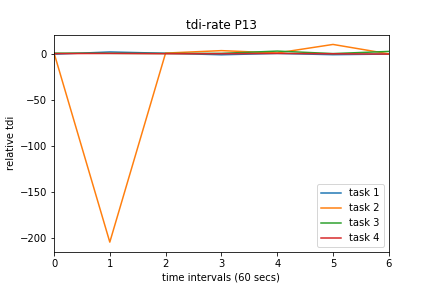 tdi-rate P13
relative tdi
0
−50
−100
−150
−200
0 1 2 3 4 5 6
time intervals (60 secs)
task 1
task 2
task 3
task 4